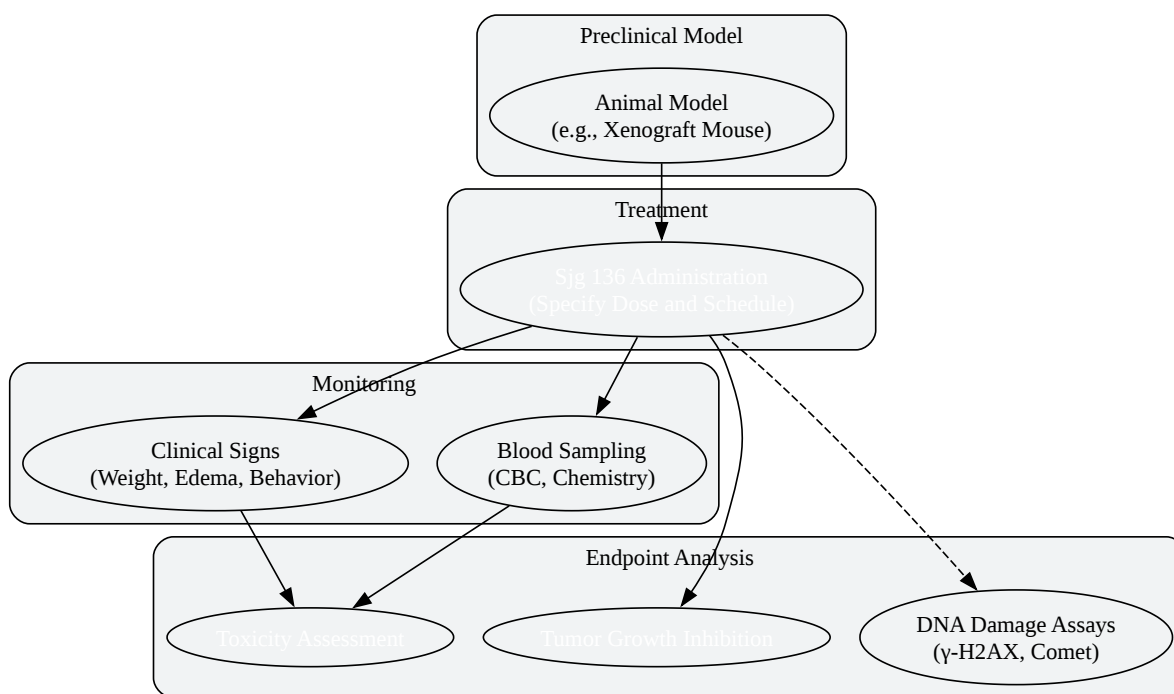 Preclinical Model
Animal Model
(e.g., Xenograft Mouse)
Treatment
Sjg 136 Administration
(Specify Dose and Schedule)
Monitoring
Clinical Signs
(Weight, Edema, Behavior)
Blood Sampling
(CBC, Chemistry)
Endpoint Analysis
Toxicity Assessment
Tumor Growth Inhibition
DNA Damage Assays
(γ-H2AX, Comet)